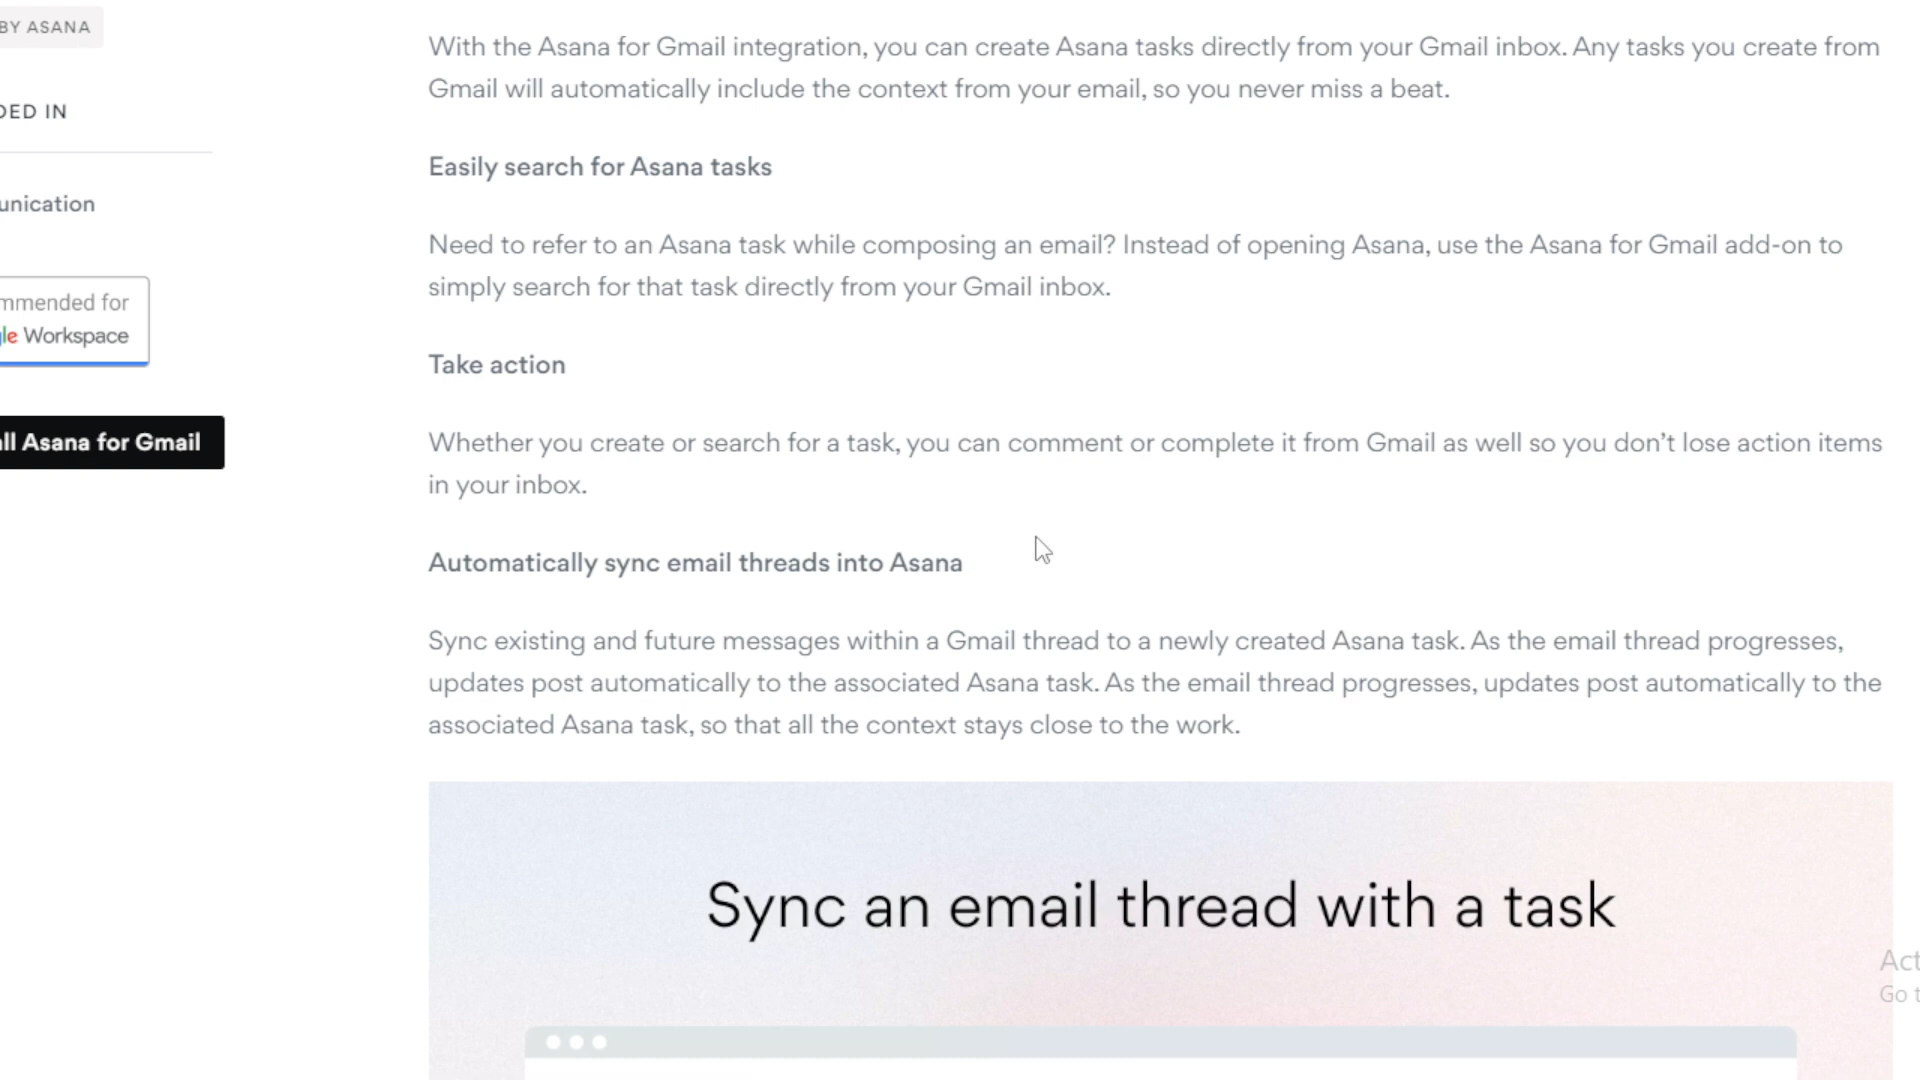 BY ASANA
DED IN
unication
mmended for
le Workspace
all Asana for Gmail
With the Asana for Gmail integration, you can create Asana tasks directly from your Gmail inbox. Any tasks you create from
Gmail will automatically include the context from your email, so you never miss a beat.
Easily search for Asana tasks
Need to refer to an Asana task while composing an email? Instead of opening Asana, use the Asana for Gmail add-on to
simply search for that task directly from your Gmail inbox.
Take action
Whether you create or search for a task, you can comment or complete it from Gmail as well so you don’t lose action items
in your inbox.
Automatically sync email threads into Asana
Sync existing and future messages within a Gmail thread to a newly created Asana task. As the email thread progresses,
updates post automatically to the associated Asana task. As the email thread progresses, updates post automatically to the
associated Asana task, so that all the context stays close to the work.
Sync an email thread with a task
Act
Go t